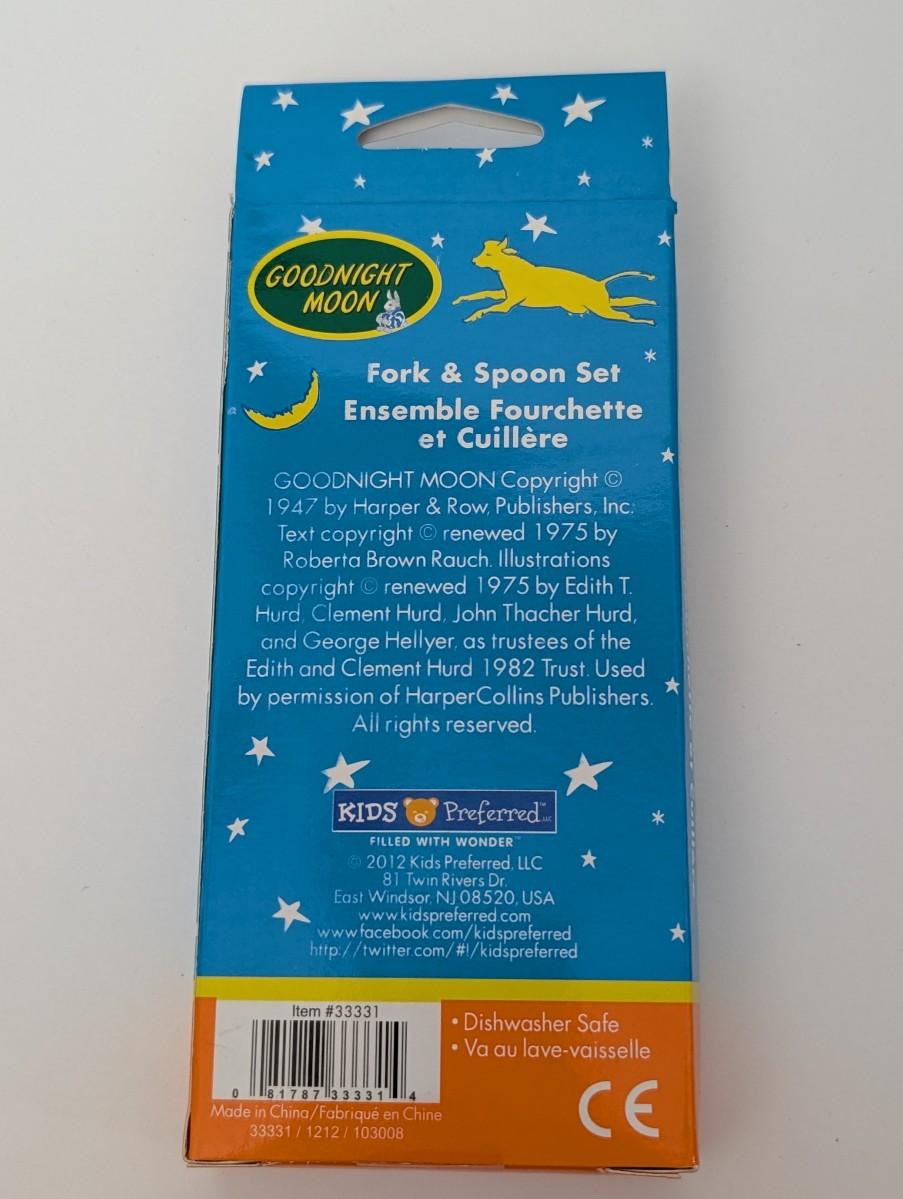 GOODNIGHT
MOON
Fork & Spoon Set
Ensemble Fourchette
et Cuillère
GOODNIGHT MOON Copyright ©
1947 by Harper & Row, Publishers, Inc.
Text copyright © renewed 1975 by
Roberta Brown Rauch. Illustrations
copyright © renewed 1975 by Edith T.
Hurd, Clement Hurd, John Thacher Hurd,
and George Hellyer, as trustees of the
Edith and Clement Hurd 1982 Trust. Used
by permission of HarperCollins Publishers.
All rights reserved.
KIDS Preferred™ LLC
FILLED WITH WONDER™
© 2012 Kids Preferred, LLC
81 Twin Rivers Dr.
East Windsor, NJ 08520, USA
www.kidspreferred.com
www.facebook.com/kidspreferred
http://twitter.com/#!/kidspreferred
Item #33331
0 81787 33331 4
Made in China/Fabriqué en Chine
33331 / 1212 / 103008
• Dishwasher Safe
• Va au lave-vaisselle
CE